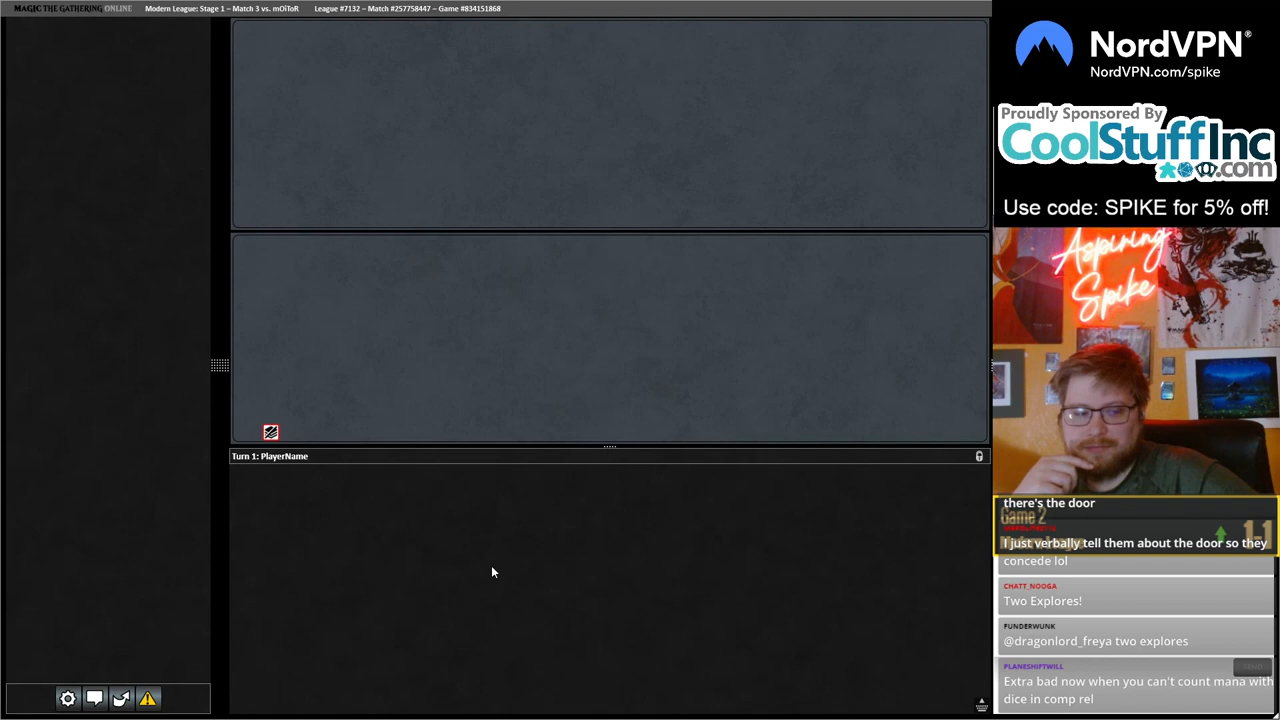 MAGIC THE GATHERING ONLINE Modern League: Stage 1 – Match 3 vs. mOiToR League #7132 – Match #257758447 – Game #834151868
NordVPN®
NordVPN.com/spike
Proudly Sponsored By
CoolStuffInc
.com
Use code: SPIKE for 5% off!
Aspiring
Spike
Turn 1: PlayerName
there's the door
Game 2
1-1
I just verbally tell them about the door so they
concede lol
CHATT_NOOGA
Two Explores!
FUNDERWUNK
@dragonlord_freya two explores
PLANESHIFTWILL
SEND
Extra bad now when you can't count mana with
dice in comp rel